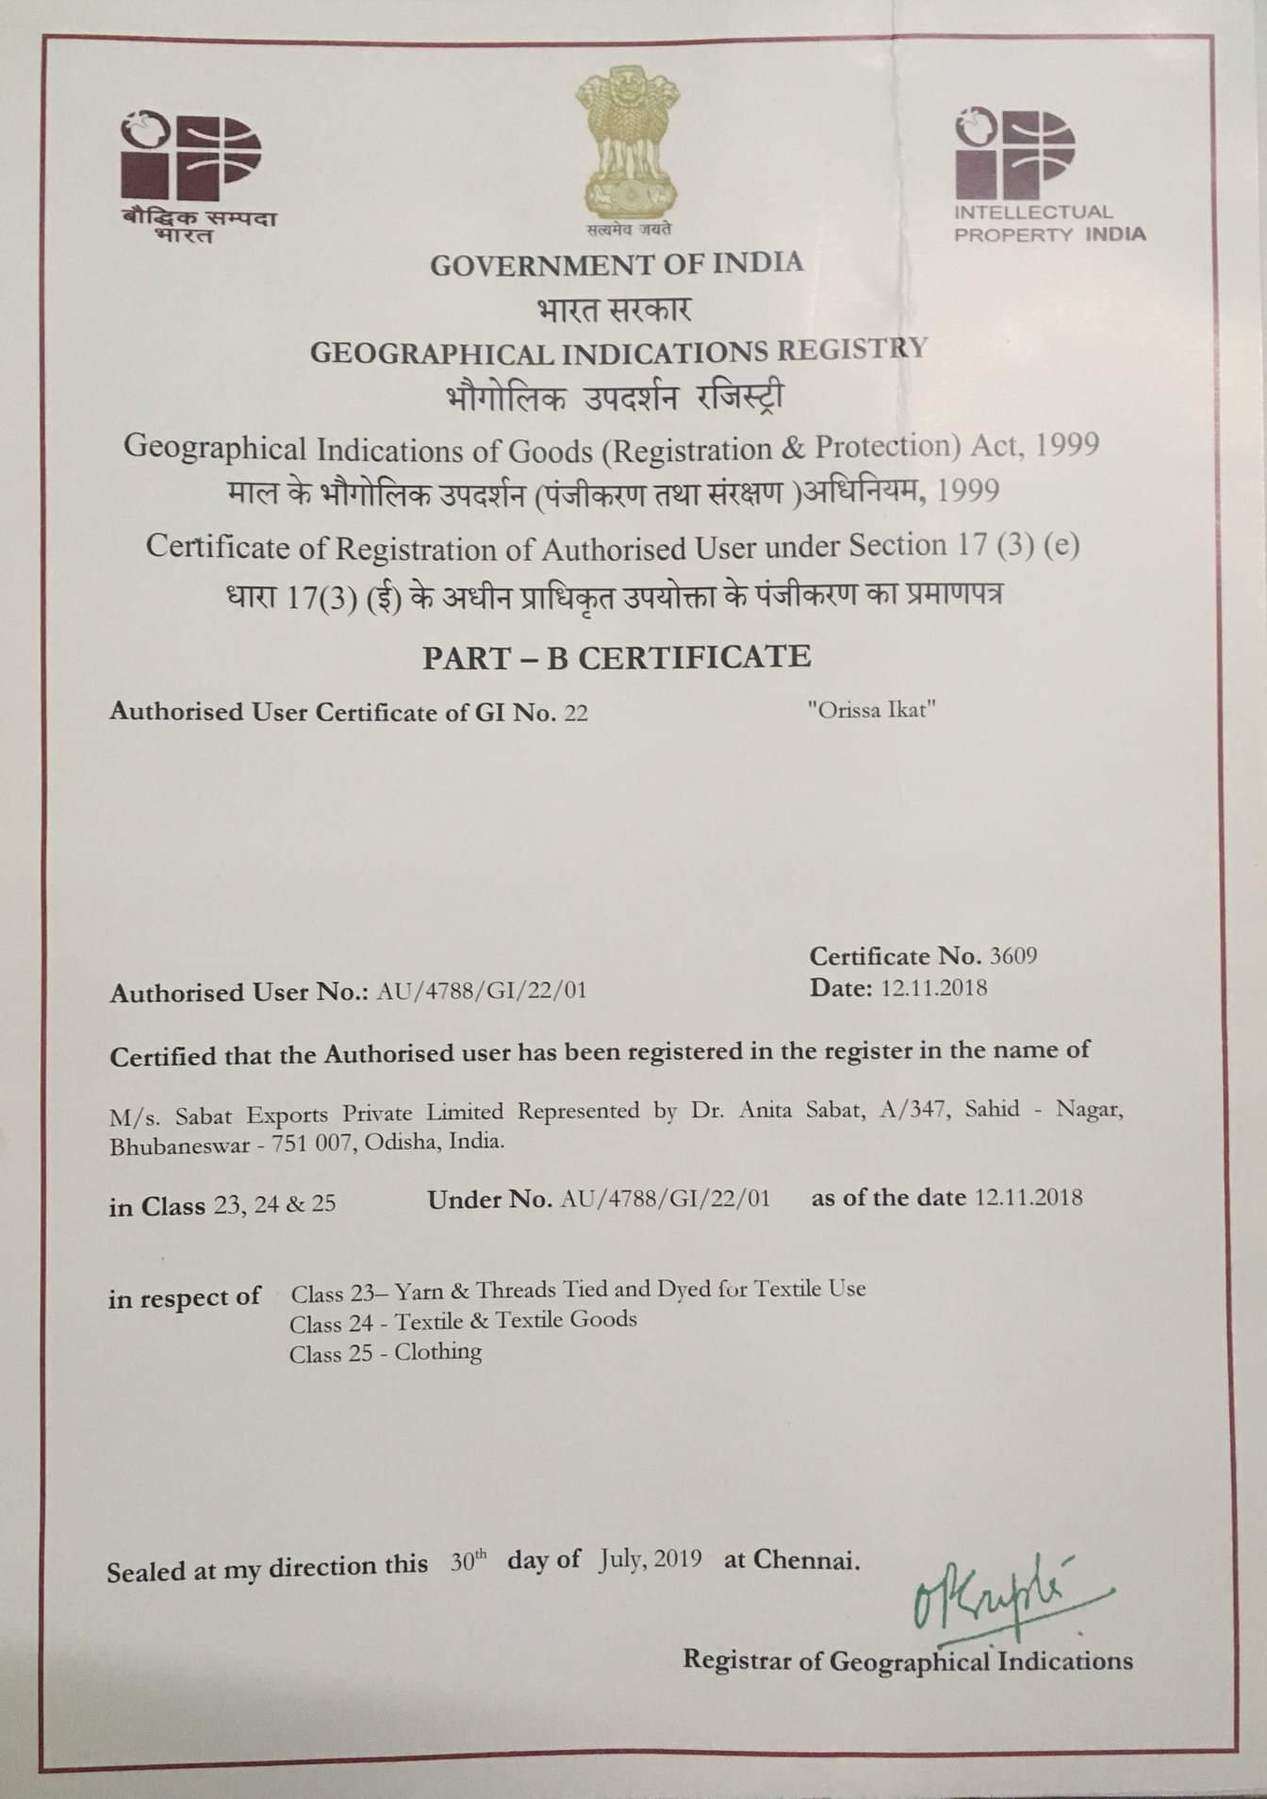 बौद्धिक सम्पदा
भारत
सत्यमेव जयते
INTELLECTUAL
PROPERTY INDIA
GOVERNMENT OF INDIA
भारत सरकार
GEOGRAPHICAL INDICATIONS REGISTRY
भौगोलिक उपदर्शन रजिस्ट्री
Geographical Indications of Goods (Registration & Protection) Act, 1999
माल के भौगोलिक उपदर्शन (पंजीकरण तथा संरक्षण )अधिनियम, 1999
Certificate of Registration of Authorised User under Section 17 (3) (e)
धारा 17(3) (ई) के अधीन प्राधिकृत उपयोक्ता के पंजीकरण का प्रमाणपत्र
PART – B CERTIFICATE
Authorised User Certificate of GI No. 22 "Orissa Ikat"
Certificate No. 3609
Authorised User No.: AU/4788/GI/22/01 Date: 12.11.2018
Certified that the Authorised user has been registered in the register in the name of
M/s. Sabat Exports Private Limited Represented by Dr. Anita Sabat, A/347, Sahid - Nagar,
Bhubaneswar - 751 007, Odisha, India.
in Class 23, 24 & 25 Under No. AU/4788/GI/22/01 as of the date 12.11.2018
in respect of Class 23– Yarn & Threads Tied and Dyed for Textile Use
Class 24 - Textile & Textile Goods
Class 25 - Clothing
Sealed at my direction this 30th day of July, 2019 at Chennai.
Registrar of Geographical Indications